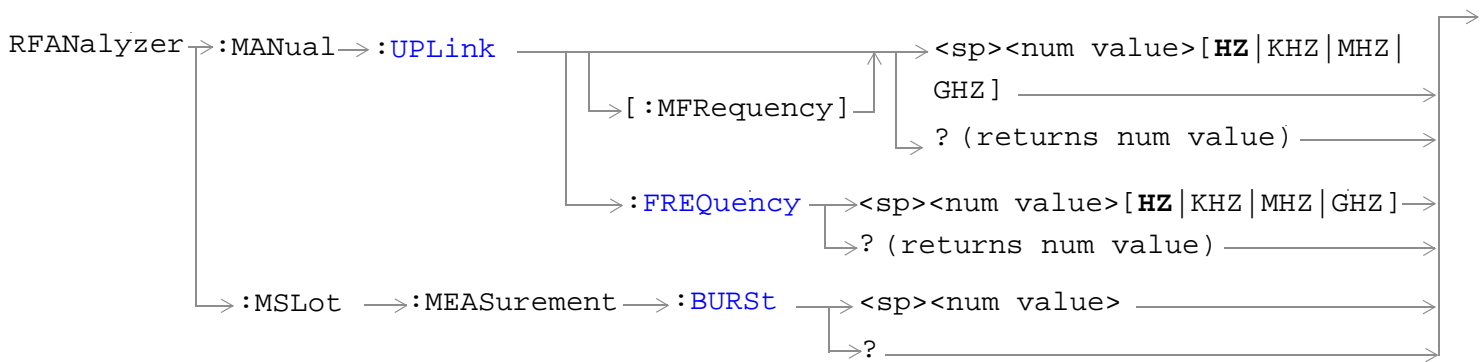 RFANalyzer :MANual :UPLink <sp><num value>[HZ|KHZ|MHZ|
GHZ]
[:MFRequency]
? (returns num value)
:FREQuency <sp><num value>[HZ|KHZ|MHZ|GHZ]
? (returns num value)
:MSLot :MEASurement :BURSt <sp><num value>
?